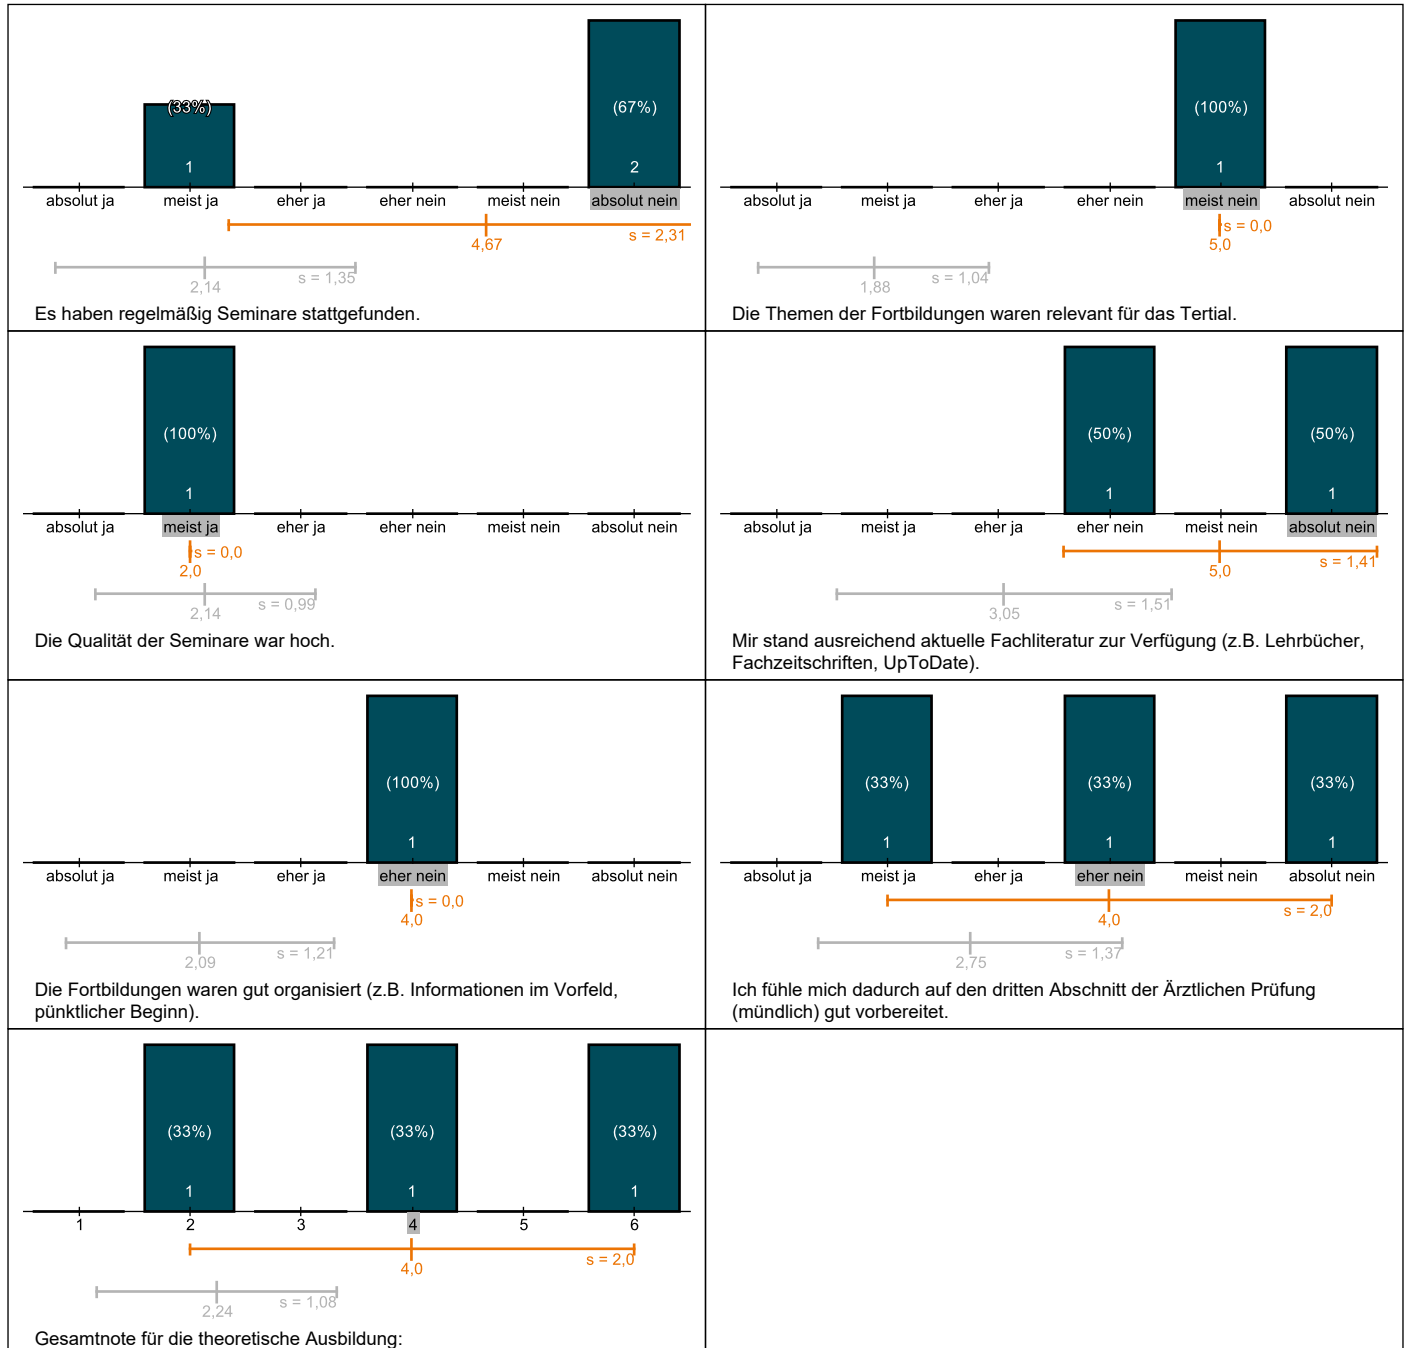 (33%)
(67%)
1
2
absolut ja meist ja eher ja eher nein meist nein absolut nein
4,67
s = 2,31
2,14
s = 1,35
Es haben regelmäßig Seminare stattgefunden.
(100%)
1
absolut ja meist ja eher ja eher nein meist nein absolut nein
s = 0,0
5,0
1,88
s = 1,04
Die Themen der Fortbildungen waren relevant für das Tertial.
(100%)
1
absolut ja meist ja eher ja eher nein meist nein absolut nein
s = 0,0
2,0
2,14
s = 0,99
Die Qualität der Seminare war hoch.
(50%)
(50%)
1
1
absolut ja meist ja eher ja eher nein meist nein absolut nein
5,0
s = 1,41
3,05
s = 1,51
Mir stand ausreichend aktuelle Fachliteratur zur Verfügung (z.B. Lehrbücher,
Fachzeitschriften, UpToDate).
(100%)
1
absolut ja meist ja eher ja eher nein meist nein absolut nein
s = 0,0
4,0
2,09
s = 1,21
Die Fortbildungen waren gut organisiert (z.B. Informationen im Vorfeld,
pünktlicher Beginn).
(33%)
(33%)
(33%)
1
1
1
absolut ja meist ja eher ja eher nein meist nein absolut nein
4,0
s = 2,0
2,75
s = 1,37
Ich fühle mich dadurch auf den dritten Abschnitt der Ärztlichen Prüfung
(mündlich) gut vorbereitet.
(33%)
(33%)
(33%)
1
1
1
1 2 3 4 5 6
4,0
s = 2,0
2,24
s = 1,08
Gesamtnote für die theoretische Ausbildung: